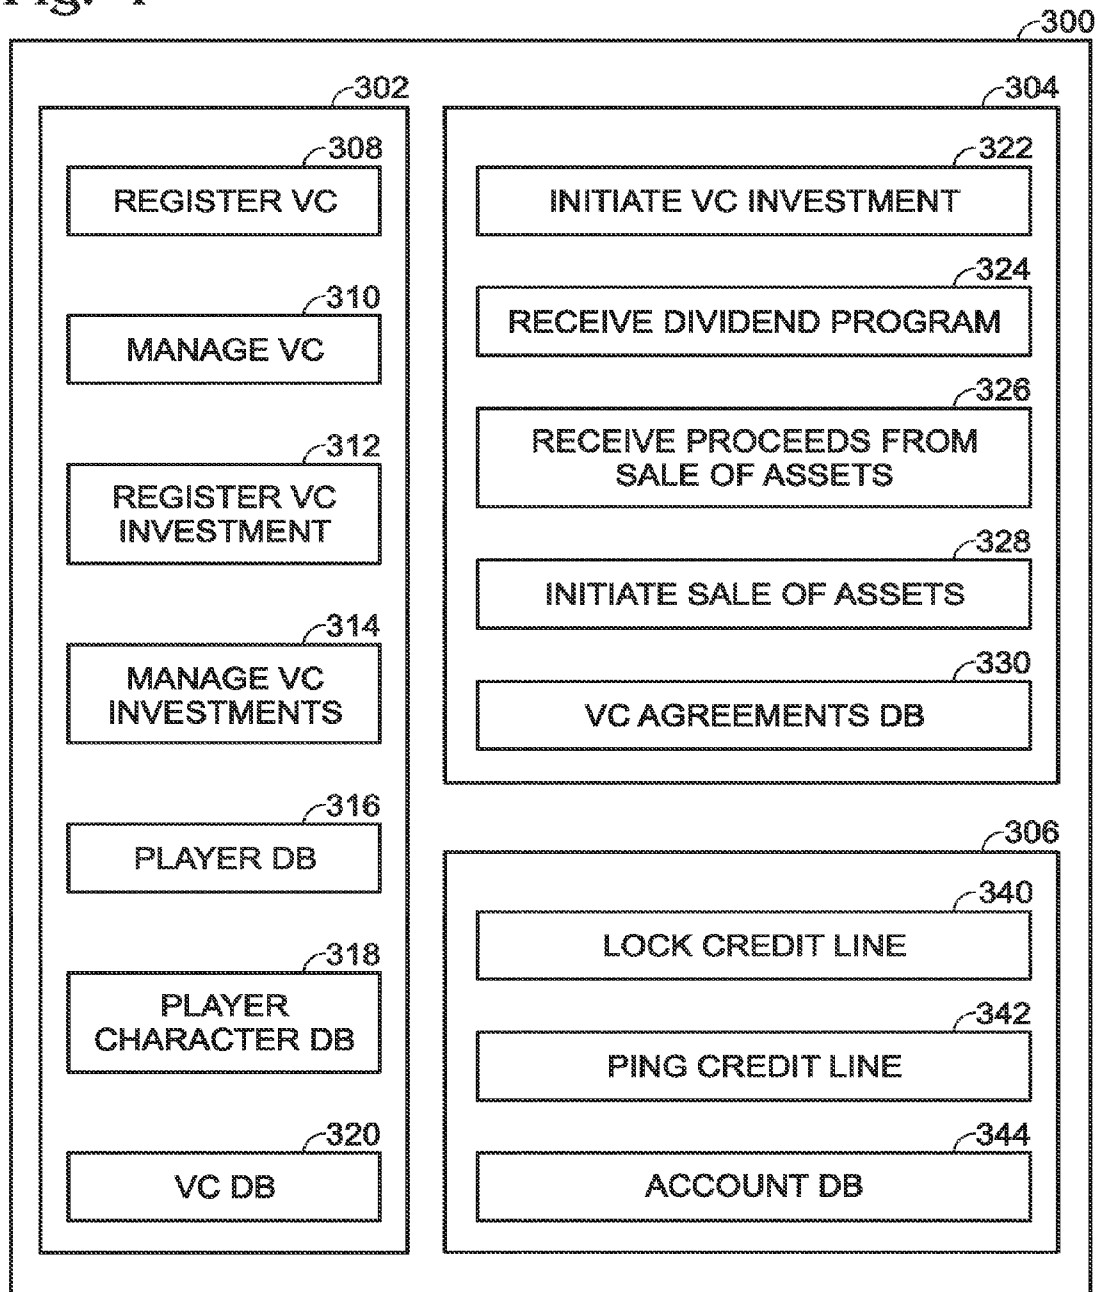 300
302
308
REGISTER VC
310
MANAGE VC
312
REGISTER VC
INVESTMENT
314
MANAGE VC
INVESTMENTS
316
PLAYER DB
318
PLAYER
CHARACTER DB
320
VC DB
304
322
INITIATE VC INVESTMENT
324
RECEIVE DIVIDEND PROGRAM
326
RECEIVE PROCEEDS FROM
SALE OF ASSETS
328
INITIATE SALE OF ASSETS
330
VC AGREEMENTS DB
306
340
LOCK CREDIT LINE
342
PING CREDIT LINE
344
ACCOUNT DB